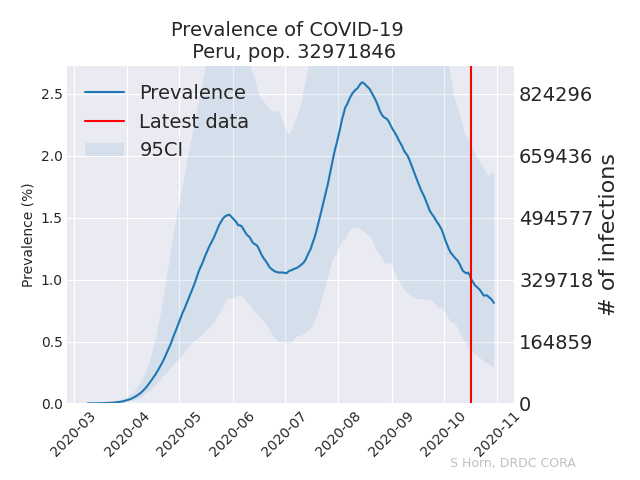 Prevalence of COVID-19
Peru, pop. 32971846
Prevalence
Latest data
95CI
Prevalence (%)
2.5
2.0
1.5
1.0
0.5
0.0
824296
659436
494577
329718
164859
0
# of infections
2020-03
2020-04
2020-05
2020-06
2020-07
2020-08
2020-09
2020-10
2020-11
S Horn, DRDC CORA